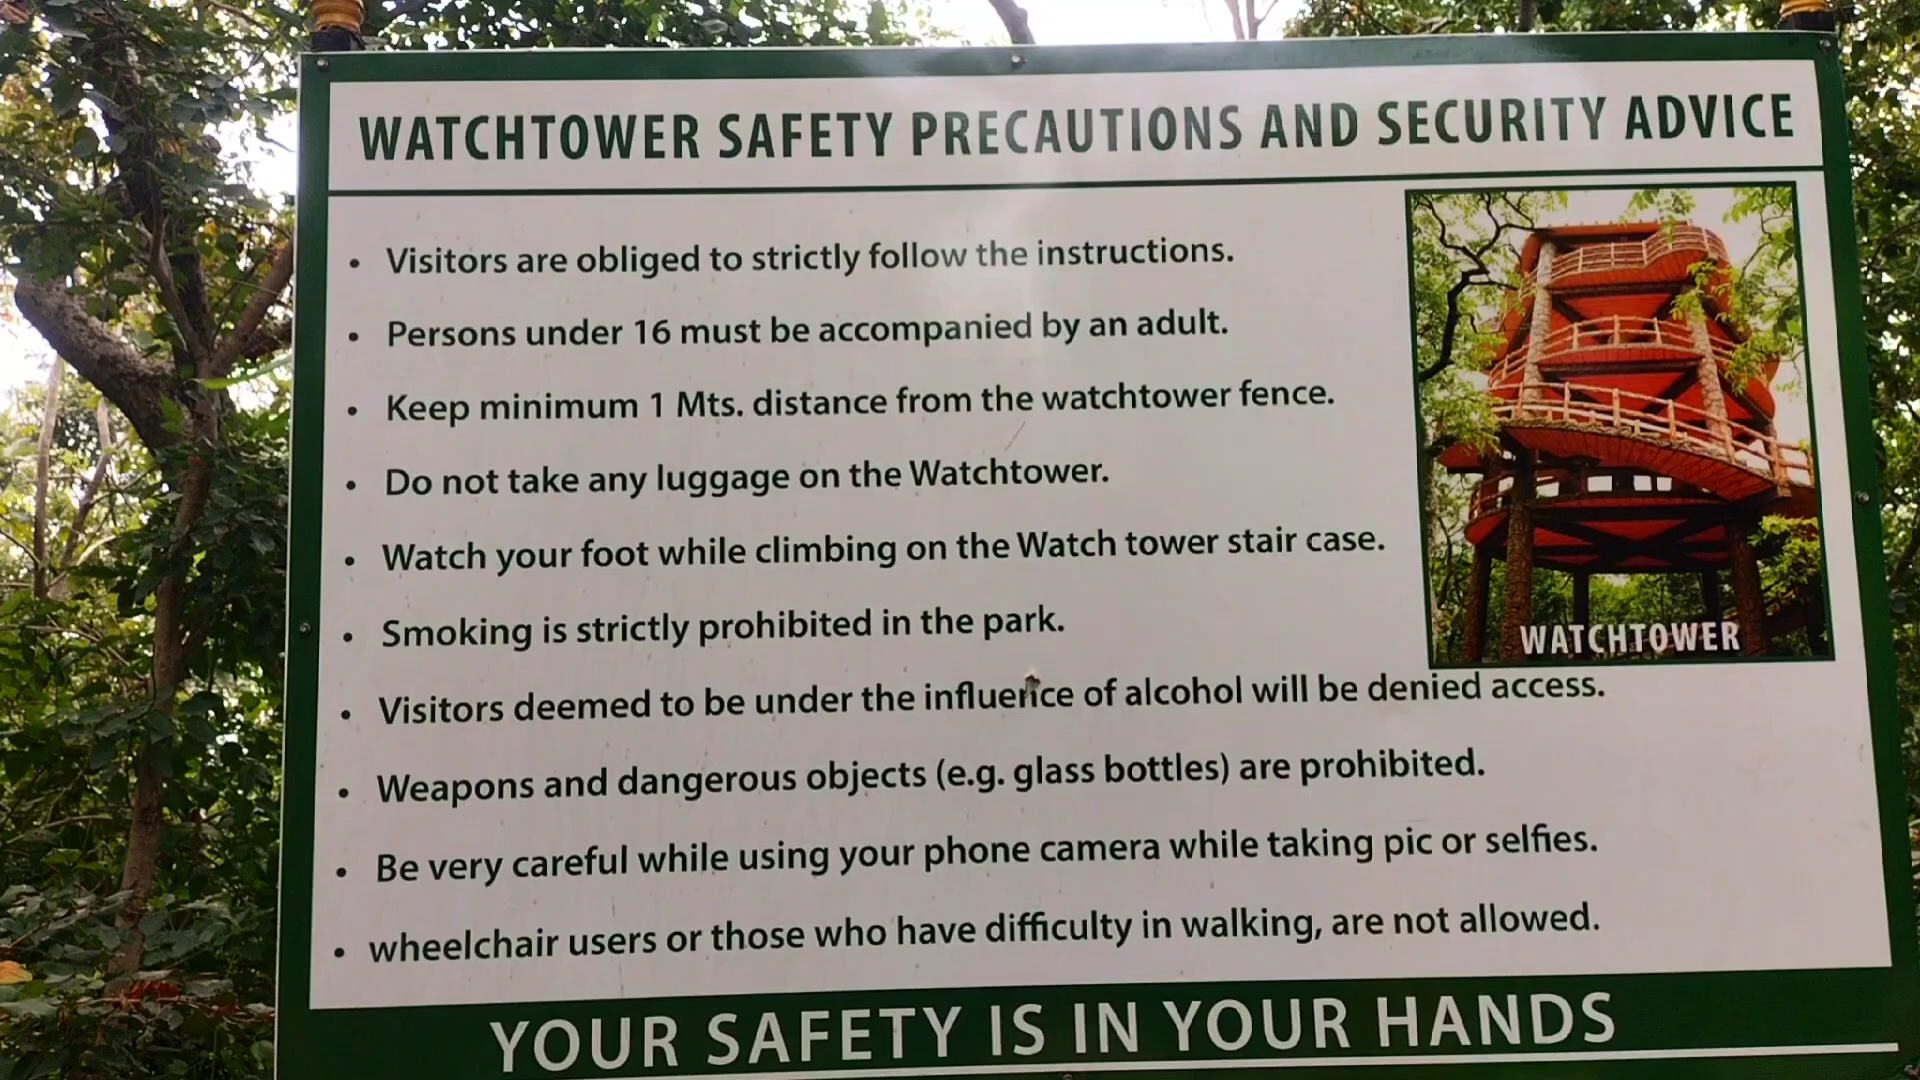 WATCHTOWER SAFETY PRECAUTIONS AND SECURITY ADVICE
• Visitors are obliged to strictly follow the instructions.
• Persons under 16 must be accompanied by an adult.
• Keep minimum 1 Mts. distance from the watchtower fence.
• Do not take any luggage on the Watchtower.
• Watch your foot while climbing on the Watch tower stair case.
• Smoking is strictly prohibited in the park.
WATCHTOWER
• Visitors deemed to be under the influence of alcohol will be denied access.
• Weapons and dangerous objects (e.g. glass bottles) are prohibited.
• Be very careful while using your phone camera while taking pic or selfies.
• wheelchair users or those who have difficulty in walking, are not allowed.
YOUR SAFETY IS IN YOUR HANDS